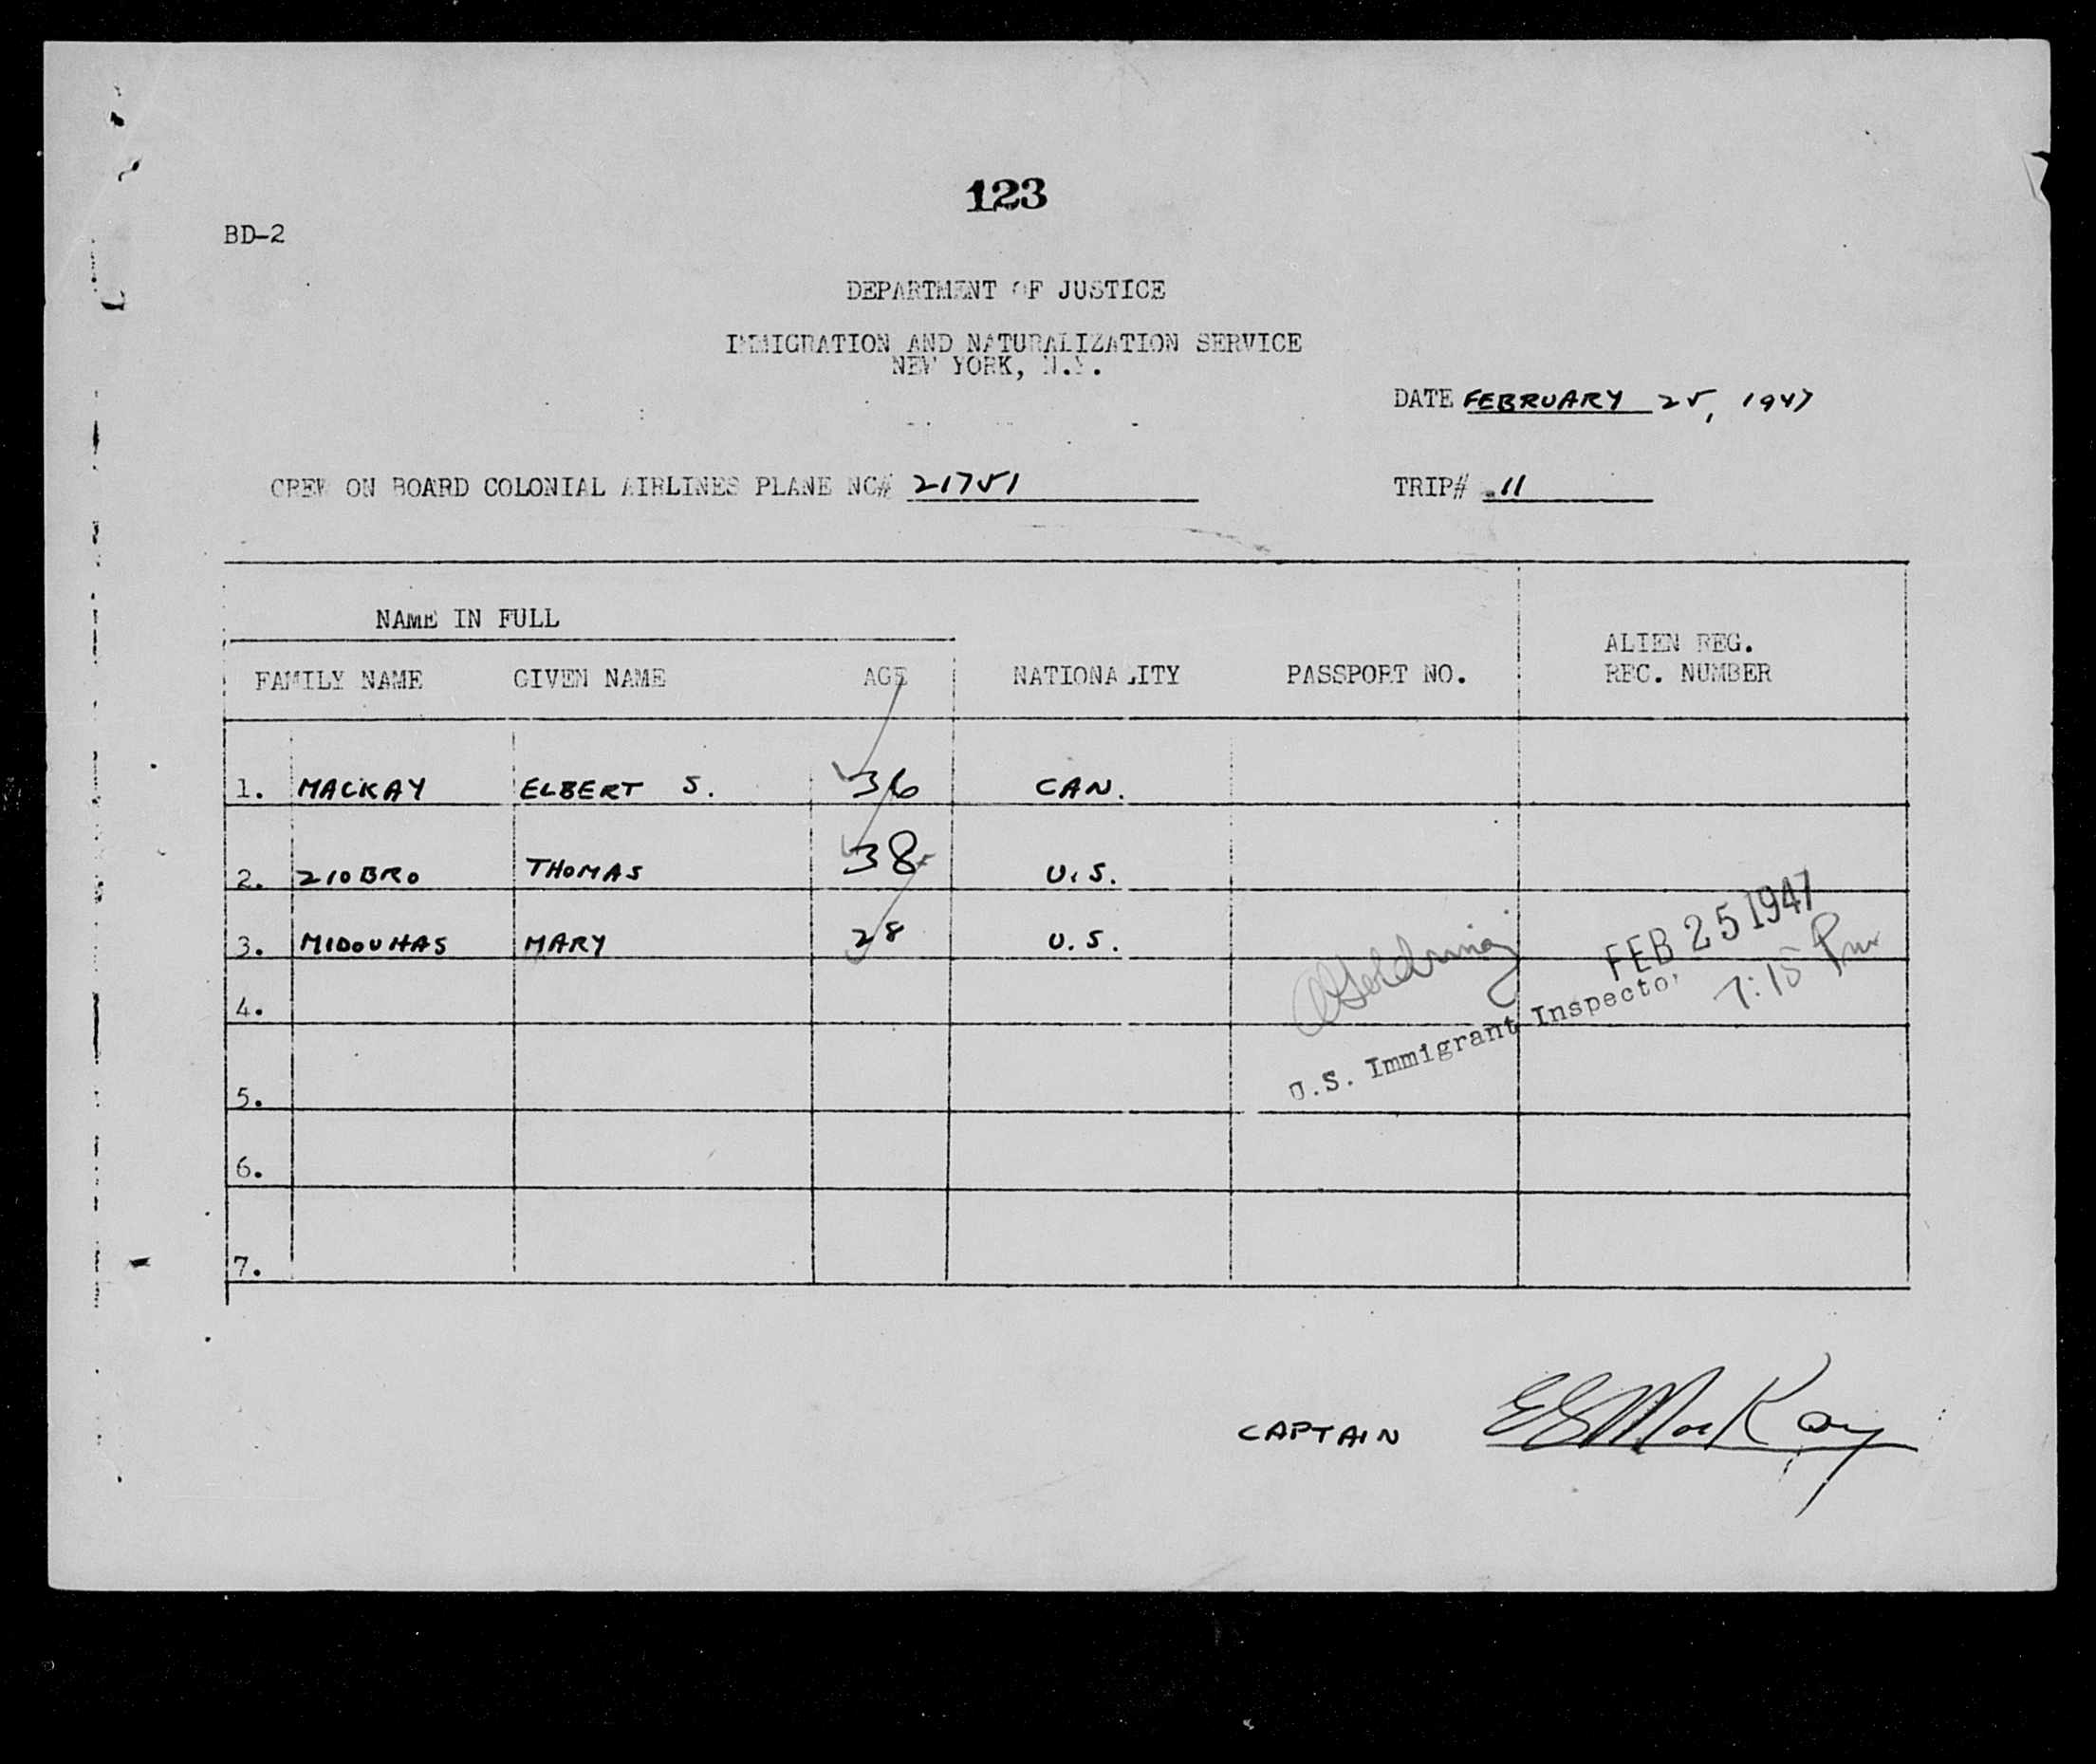 123
BD-2
DEPARTMENT OF JUSTICE
IMMIGRATION AND NATURALIZATION SERVICE
NEW YORK, N.Y.
DATE FEBRUARY 25, 1947
CREW ON BOARD COLONIAL AIRLINES PLANE NC# 21751 TRIP# 11
NAME IN FULL
ALIEN REG.
FAMILY NAME GIVEN NAME AGE NATIONALITY PASSPORT NO. REC. NUMBER
1. MACKAY ELBERT S. 36 CAN.
2. ZIOBRO THOMAS 38 U.S.
3. MIDOUHAS MARY 28 U.S.
FEB 25 1947
7:15 Pm
4.
U.S. Immigrant Inspector
5.
6.
7.
CAPTAIN ES MacKay